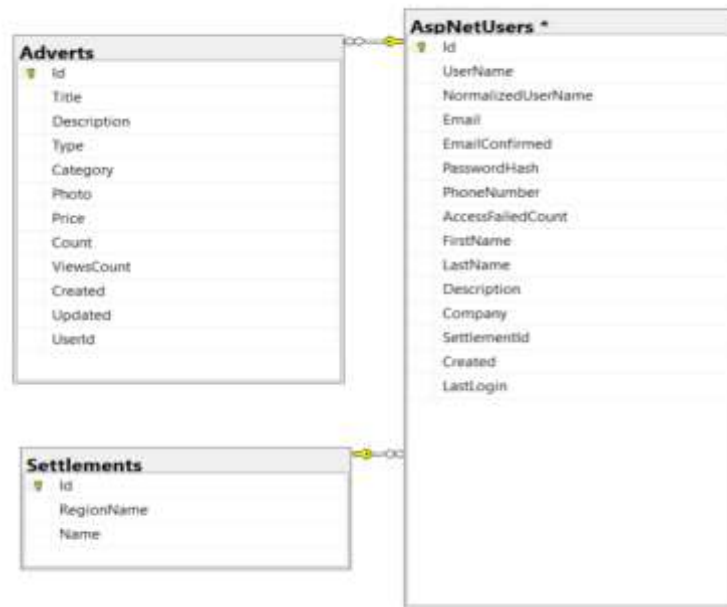 Adverts
Id
Title
Description
Type
Category
Photo
Price
Count
ViewsCount
Created
Updated
UserId
AspNetUsers *
Id
UserName
NormalizedUserName
Email
EmailConfirmed
PasswordHash
PhoneNumber
AccessFailedCount
FirstName
LastName
Description
Company
SettlementId
Created
LastLogin
Settlements
Id
RegionName
Name